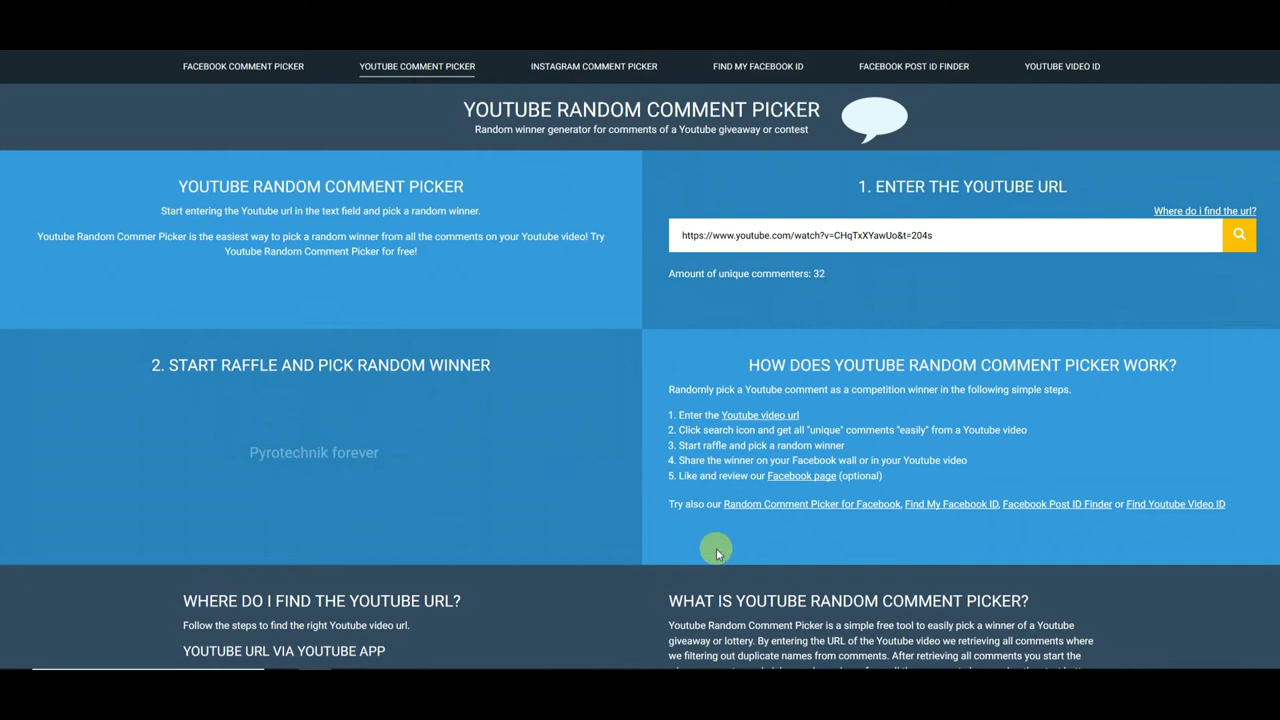 FACEBOOK COMMENT PICKER
YOUTUBE COMMENT PICKER
INSTAGRAM COMMENT PICKER
FIND MY FACEBOOK ID
FACEBOOK POST ID FINDER
YOUTUBE VIDEO ID
YOUTUBE RANDOM COMMENT PICKER
Random winner generator for comments of a Youtube giveaway or contest
YOUTUBE RANDOM COMMENT PICKER
Start entering the Youtube url in the text field and pick a random winner.
Youtube Random Commer Picker is the easiest way to pick a random winner from all the comments on your Youtube video! Try
Youtube Random Comment Picker for free!
1. ENTER THE YOUTUBE URL
Where do i find the url?
https://www.youtube.com/watch?v=CHqTxXYawUo&t=204s
Amount of unique commenters: 32
2. START RAFFLE AND PICK RANDOM WINNER
Pyrotechnik forever
HOW DOES YOUTUBE RANDOM COMMENT PICKER WORK?
Randomly pick a Youtube comment as a competition winner in the following simple steps.
1. Enter the Youtube video url
2. Click search icon and get all "unique" comments "easily" from a Youtube video
3. Start raffle and pick a random winner
4. Share the winner on your Facebook wall or in your Youtube video
5. Like and review our Facebook page (optional)
Try also our Random Comment Picker for Facebook, Find My Facebook ID, Facebook Post ID Finder or Find Youtube Video ID
WHERE DO I FIND THE YOUTUBE URL?
Follow the steps to find the right Youtube video url.
YOUTUBE URL VIA YOUTUBE APP
WHAT IS YOUTUBE RANDOM COMMENT PICKER?
Youtube Random Comment Picker is a simple free tool to easily pick a winner of a Youtube
giveaway or lottery. By entering the URL of the Youtube video we retrieving all comments where
we filtering out duplicate names from comments. After retrieving all comments you start the